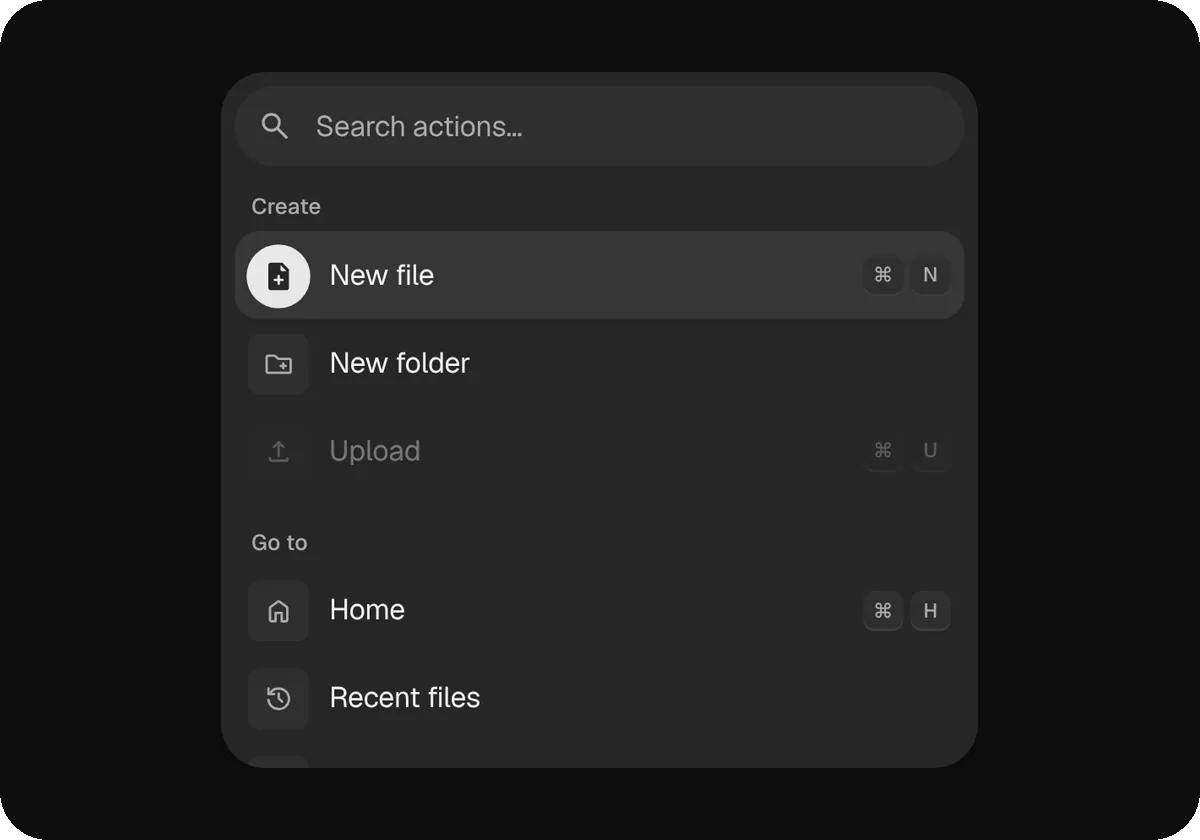 Search actions...
Create
New file ⌘ N
New folder
Upload ⌘ U
Go to
Home ⌘ H
Recent files